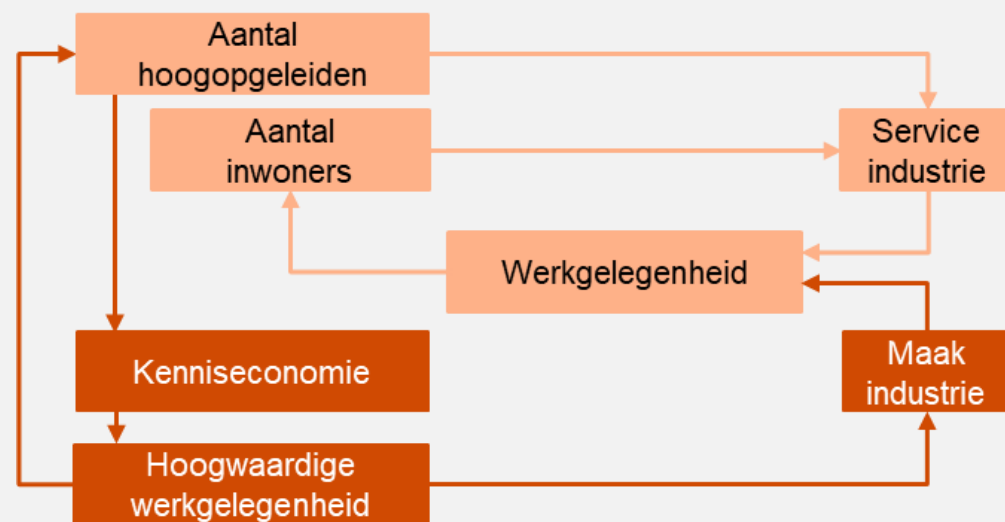 Aantal
hoogopgeleiden
Aantal
inwoners
Service
industrie
Werkgelegenheid
Kenniseconomie
Maak
industrie
Hoogwaardige
werkgelegenheid